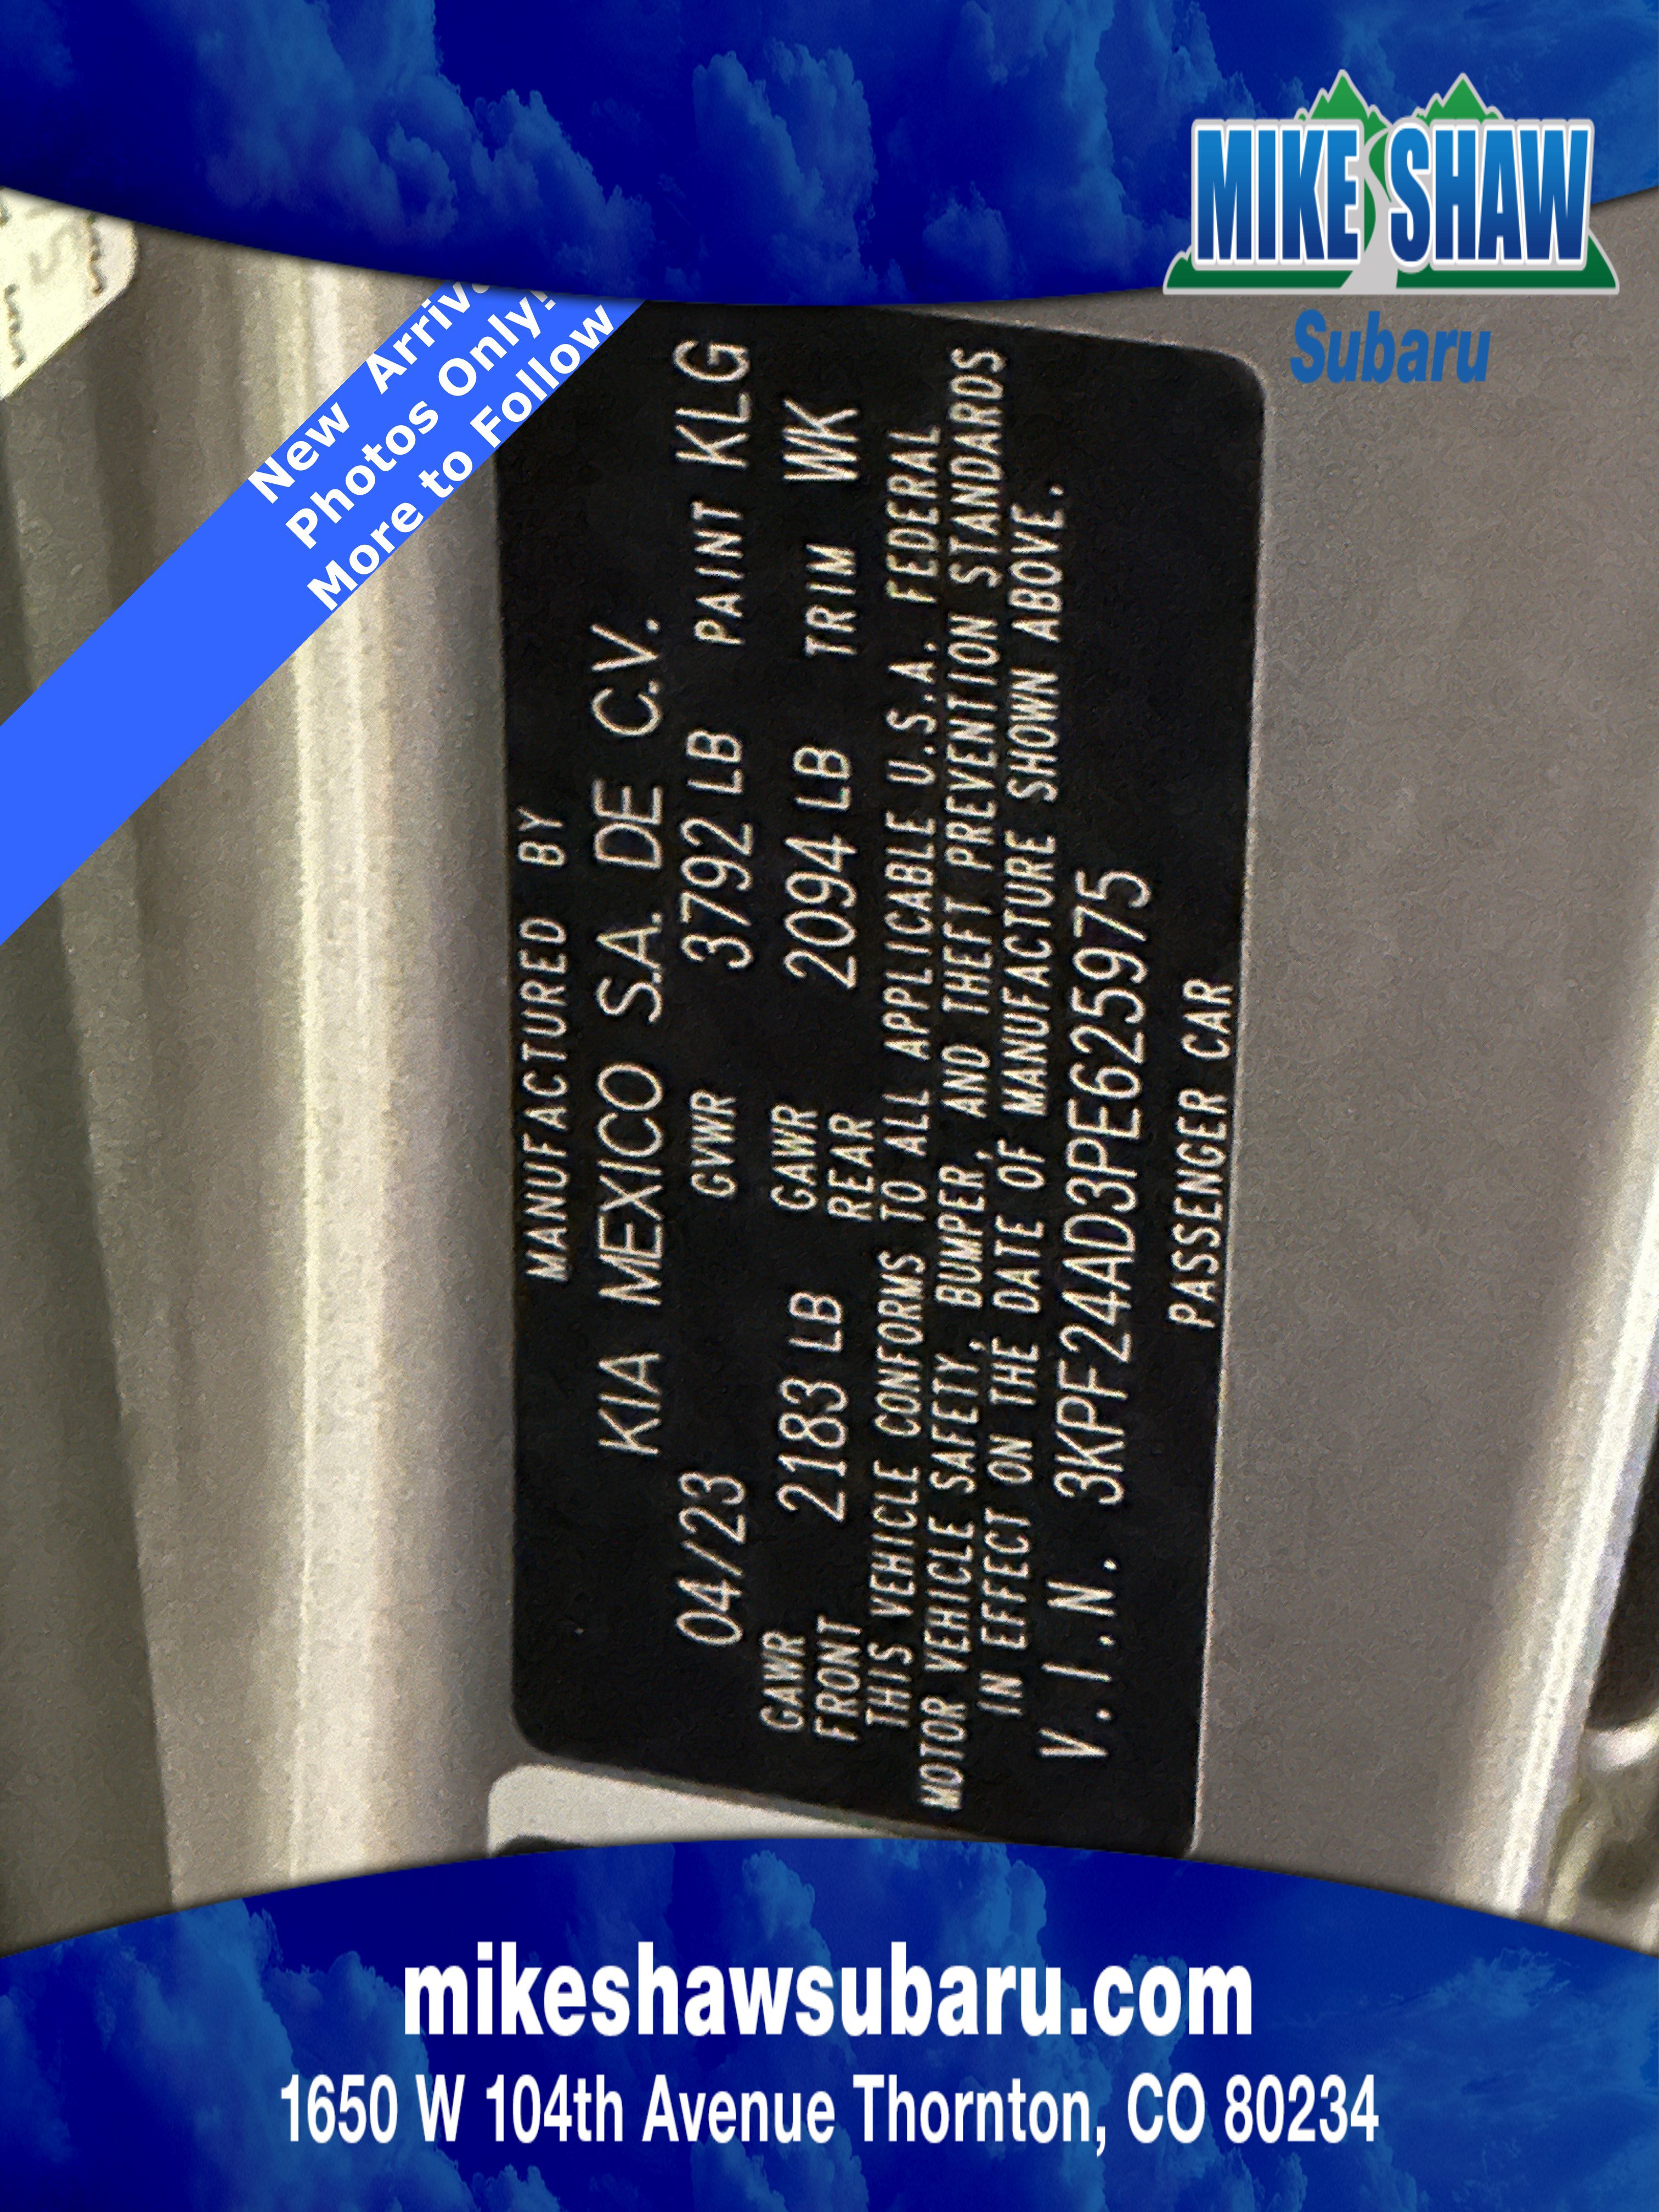 MIKE SHAW
Subaru
Photos Only!
More to Follow
New
MANUFACTURED BY
KIA MEXICO S.A. DE C.V.
04/23 GVWR 3792 LB PAINT KLG
GAWR FRONT 2183 LB GAWR REAR 2094 LB TRIM WK
THIS VEHICLE CONFORMS TO ALL APPLICABLE U.S.A. FEDERAL
MOTOR VEHICLE SAFETY, BUMPER, AND THEFT PREVENTION STANDARDS
IN EFFECT ON THE DATE OF MANUFACTURE SHOWN ABOVE.
V.I.N. 3KPF24AD3PE625975
PASSENGER CAR
mikeshawsubaru.com
1650 W 104th Avenue Thornton, CO 80234